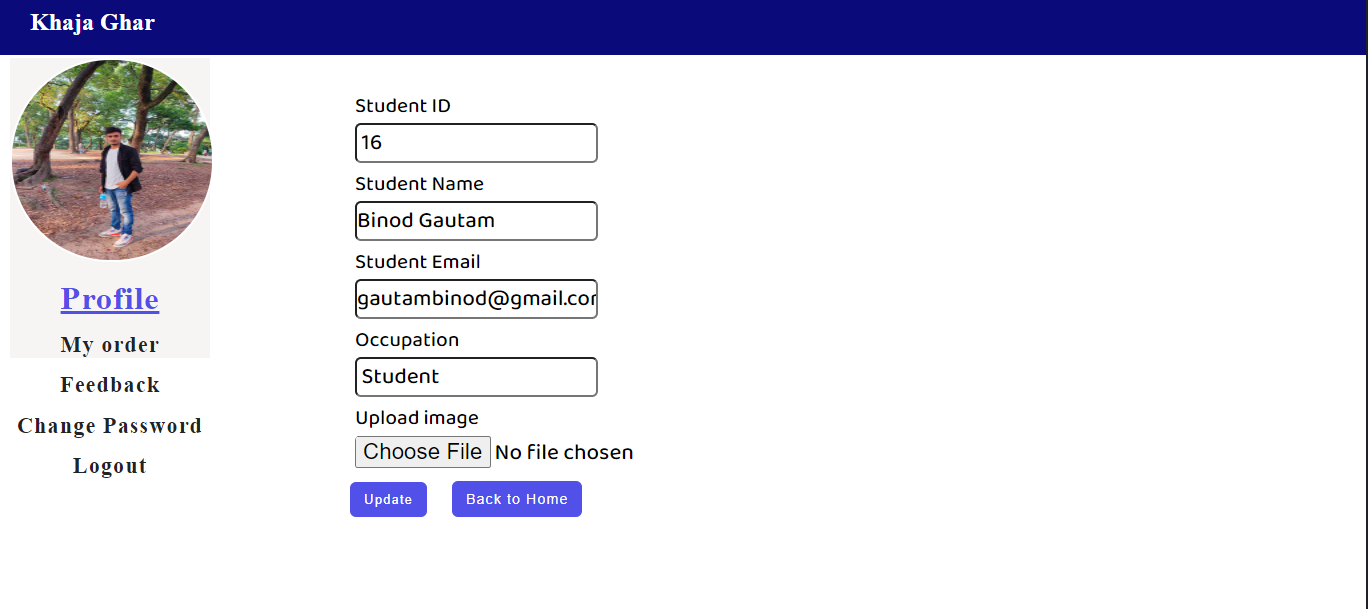 Khaja Ghar
Profile
My order
Feedback
Change Password
Logout
Student ID
16
Student Name
Binod Gautam
Student Email
gautambinod@gmail.com
Occupation
Student
Upload image
Choose File No file chosen
Update
Back to Home